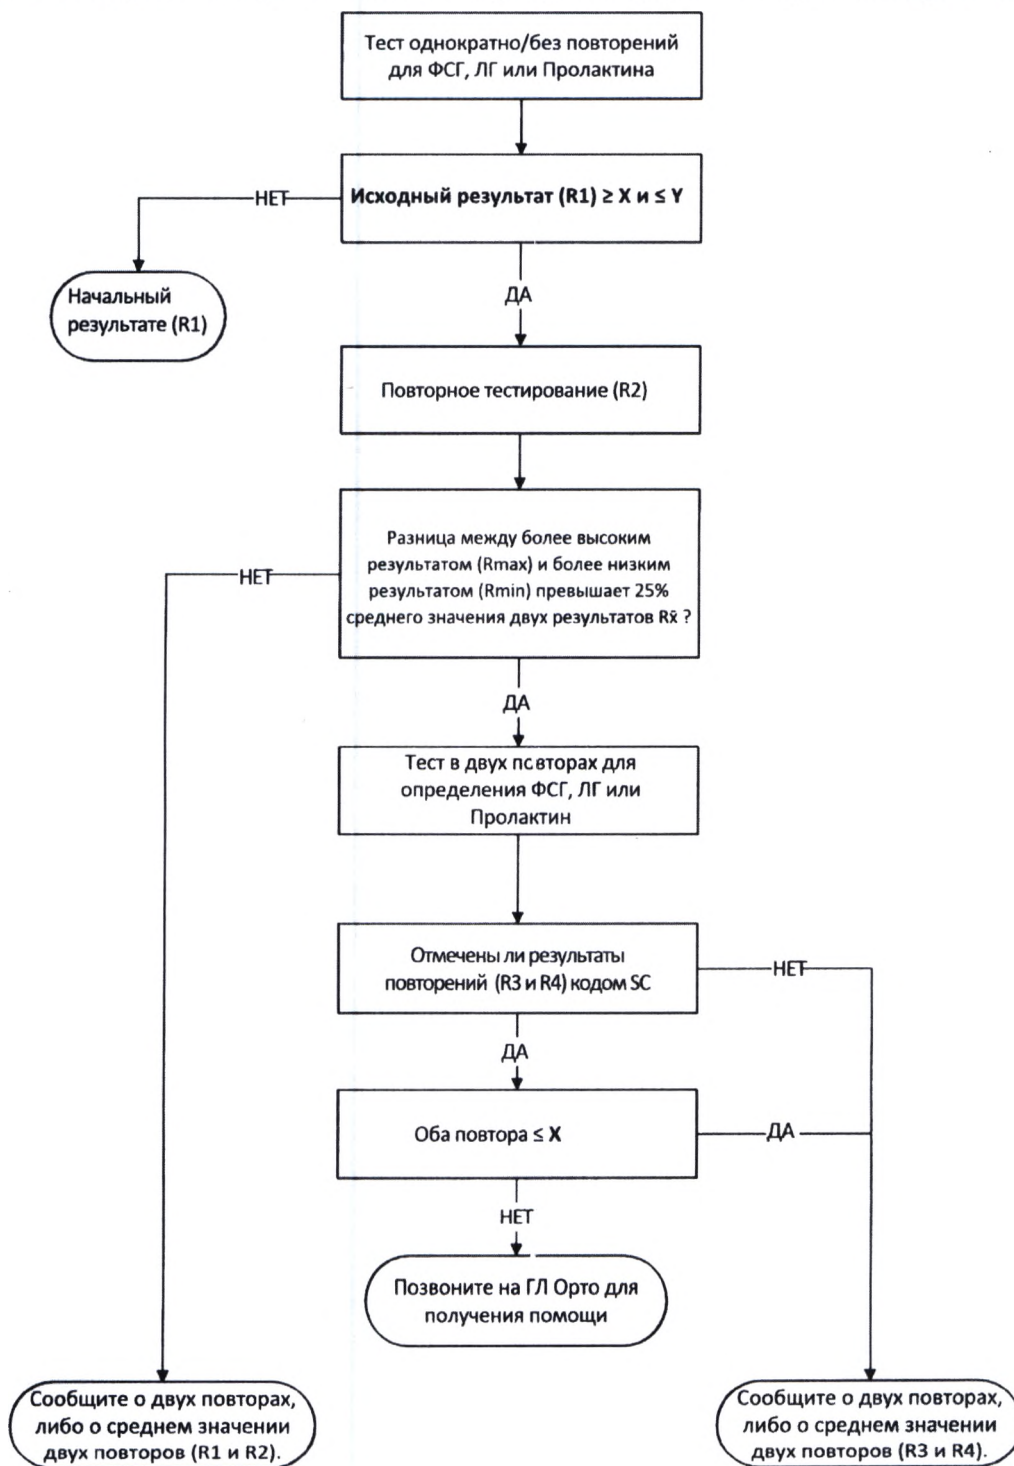 Тест однократно/без повторений
для ФСГ, ЛГ или Пролактина
Исходный результат (R1) ≥ X и ≤ Y
НЕТ
Начальный
результате (R1)
ДА
Повторное тестирование (R2)
Разница между более высоким
результатом (Rmax) и более низким
результатом (Rmin) превышает 25%
среднего значения двух результатов Rx̄ ?
НЕТ
ДА
Тест в двух повторах для
определения ФСГ, ЛГ или
Пролактин
Отмечены ли результаты
повторений (R3 и R4) кодом SC
НЕТ
ДА
Оба повтора ≤ X
ДА
НЕТ
Позвоните на ГЛ Орто для
получения помощи
Сообщите о двух повторах,
либо о среднем значении
двух повторов (R1 и R2).
Сообщите о двух повторах,
либо о среднем значении
двух повторов (R3 и R4).